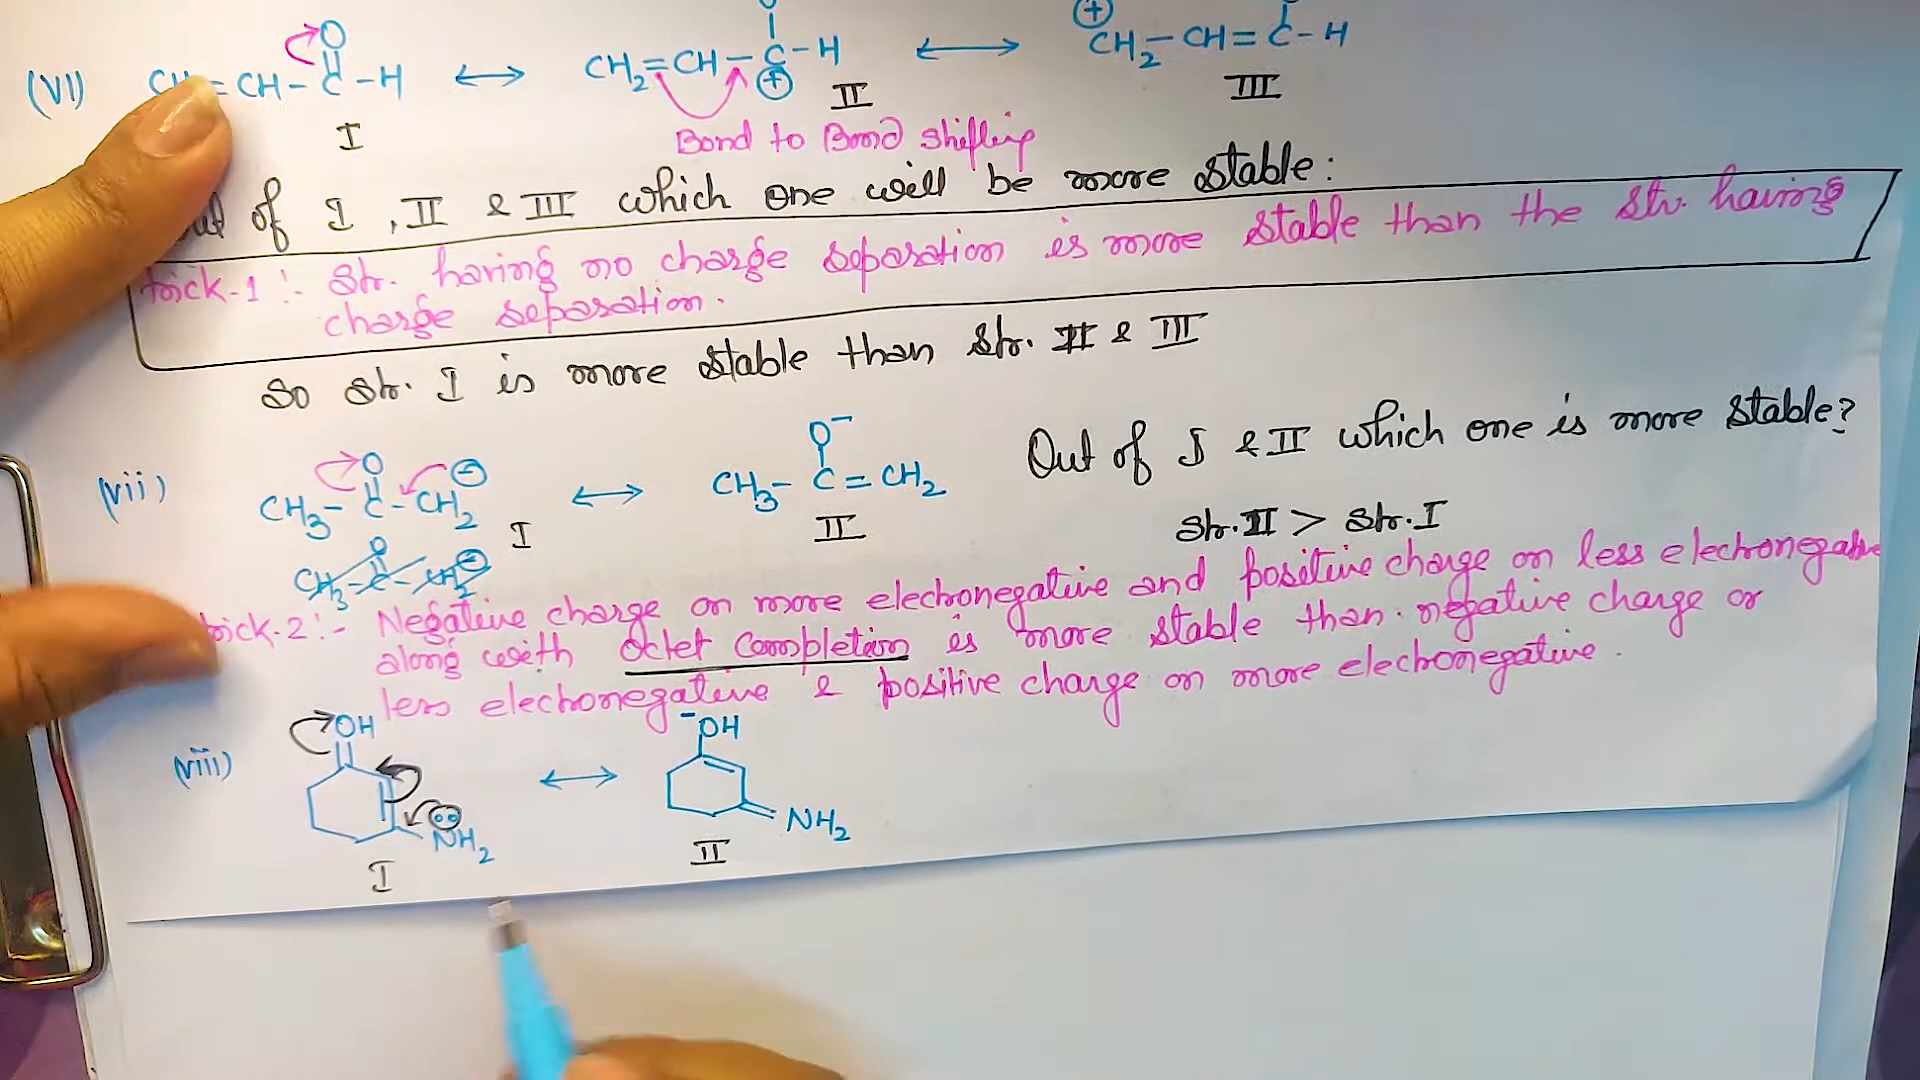 (VI) = CH - C - H ⟷ CH2=CH - C - H ⟷ CH2 - CH = C - H
O
⊕
⊕
I II III
Bond to Bond Shifting
of I, II & III which one will be more stable:
trick-1 :- Str. having no charge separation is more stable than the str. having
charge separation.
So str. I is more stable than str. II & III
(vii) CH3 - C - CH2 ⟷ CH3 - C = CH2 Out of I & II which one is more stable?
O ⊖ O-
I II Str. II > Str. I
CH3 - C - CH2
O ⊖
trick-2 :- Negative charge on more electronegative and positive charge on less electronegative
along with octet completion is more stable than negative charge or
less electronegative & positive charge on more electronegative.
(viii) OH ⟷ -OH
NH2 NH2
I II